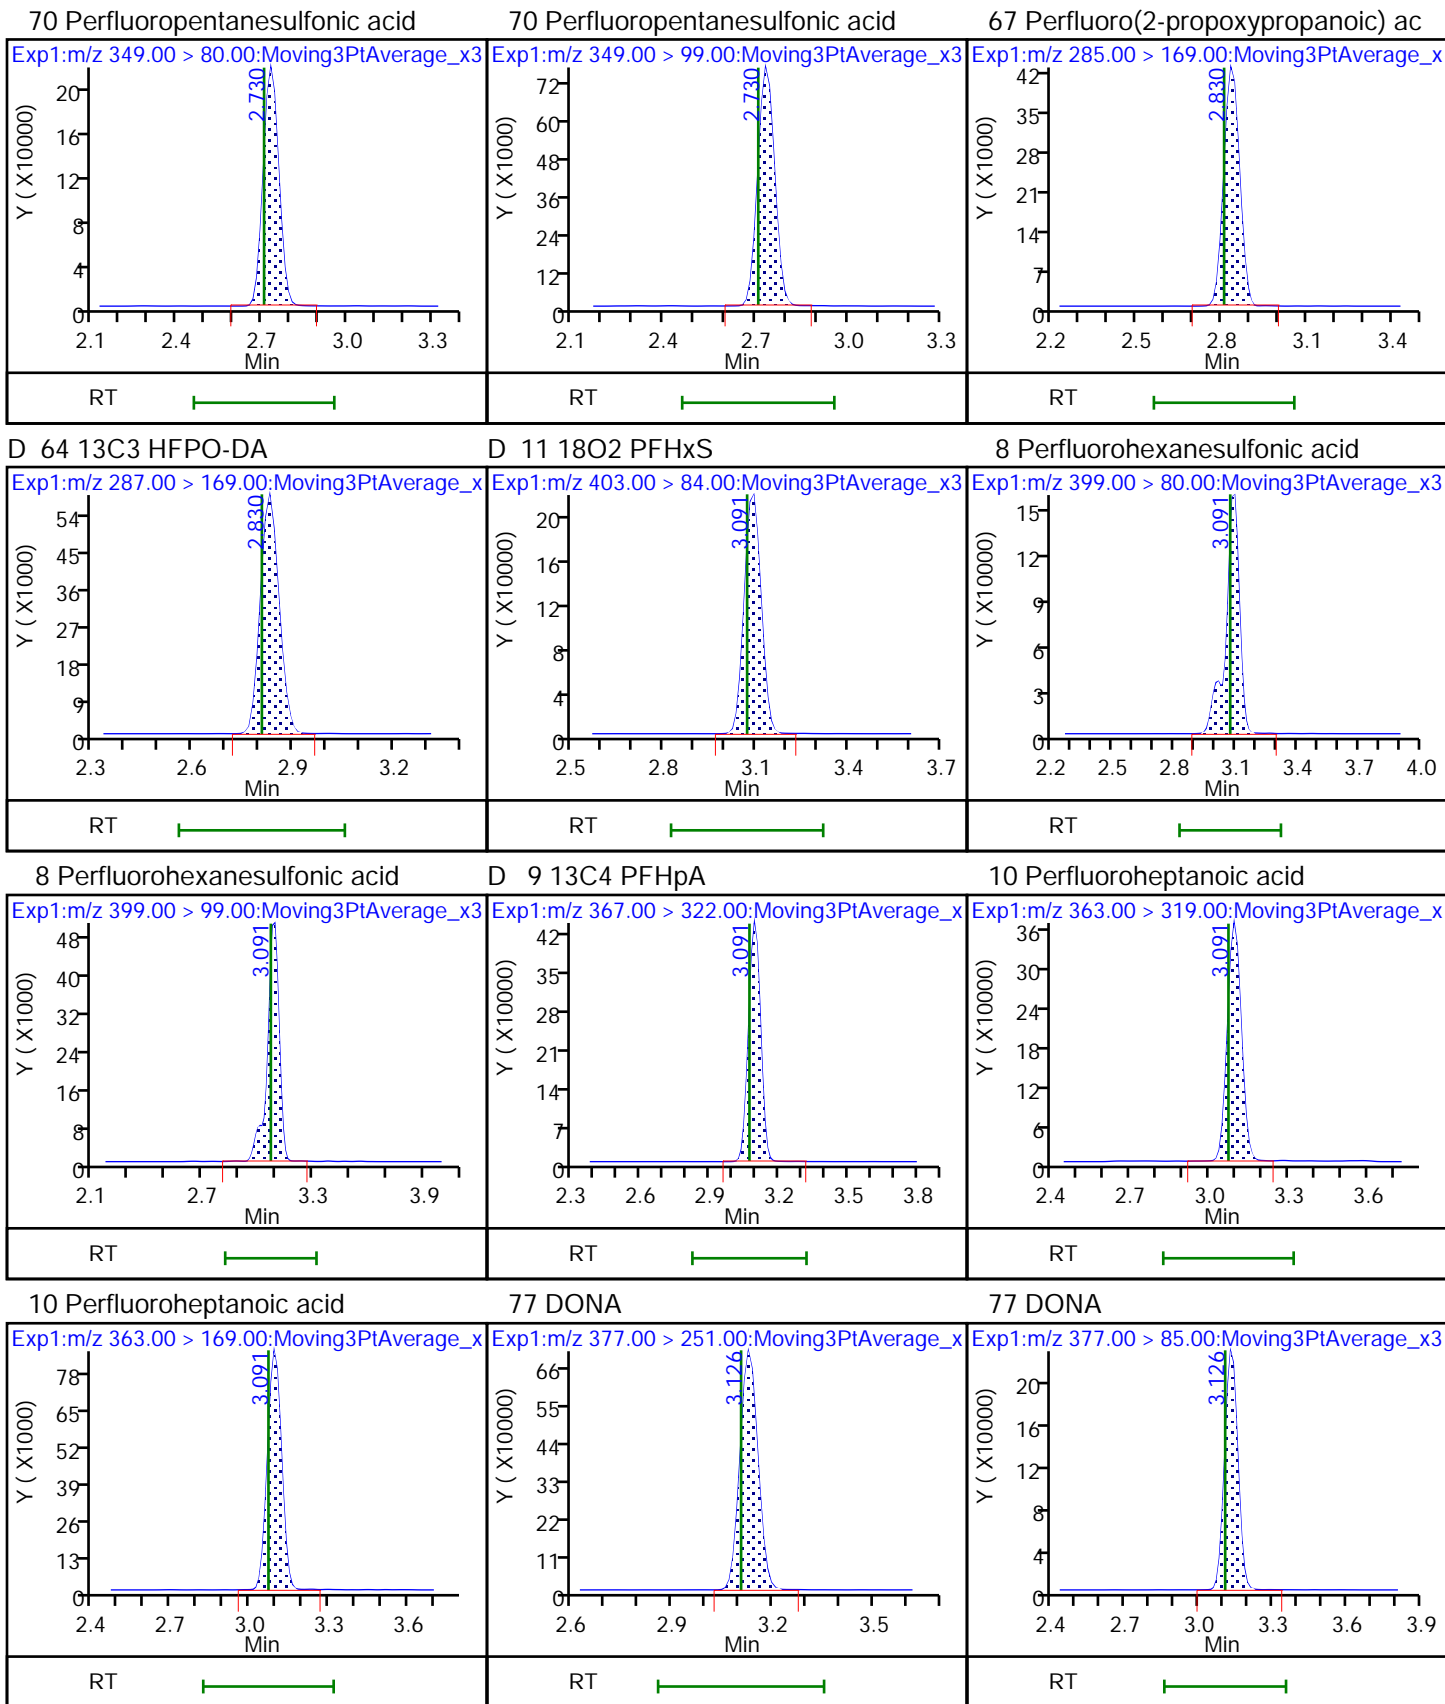 70 Perfluoropentanesulfonic acid
Exp1:m/z 349.00 > 80.00:Moving3PtAverage_x3
2.730
Y ( X10000)
20
16
12
8
4
0
2.1 2.4 2.7 3.0 3.3
Min
RT
70 Perfluoropentanesulfonic acid
Exp1:m/z 349.00 > 99.00:Moving3PtAverage_x3
2.730
Y ( X1000)
72
60
48
36
24
12
0
2.1 2.4 2.7 3.0 3.3
Min
RT
67 Perfluoro(2-propoxypropanoic) ac
Exp1:m/z 285.00 > 169.00:Moving3PtAverage_x
2.830
Y ( X1000)
42
35
28
21
14
7
0
2.2 2.5 2.8 3.1 3.4
Min
RT
D 64 13C3 HFPO-DA
Exp1:m/z 287.00 > 169.00:Moving3PtAverage_x
2.830
Y ( X10000)
54
45
36
27
18
9
0
2.3 2.6 2.9 3.2
Min
RT
D 11 18O2 PFHxS
Exp1:m/z 403.00 > 84.00:Moving3PtAverage_x3
3.091
Y ( X10000)
20
16
12
8
4
0
2.5 2.8 3.1 3.4 3.7
Min
RT
8 Perfluorohexanesulfonic acid
Exp1:m/z 399.00 > 80.00:Moving3PtAverage_x3
3.091
Y ( X10000)
15
12
9
6
3
0
2.2 2.5 2.8 3.1 3.4 3.7 4.0
Min
RT
8 Perfluorohexanesulfonic acid
Exp1:m/z 399.00 > 99.00:Moving3PtAverage_x3
3.091
Y ( X1000)
48
40
32
24
16
8
0
2.1 2.7 3.3 3.9
Min
RT
D 9 13C4 PFHpA
Exp1:m/z 367.00 > 322.00:Moving3PtAverage_x
3.091
Y ( X10000)
42
35
28
21
14
7
0
2.3 2.6 2.9 3.2 3.5 3.8
Min
RT
10 Perfluoroheptanoic acid
Exp1:m/z 363.00 > 319.00:Moving3PtAverage_x
3.091
Y ( X10000)
36
30
24
18
12
6
0
2.4 2.7 3.0 3.3 3.6
Min
RT
10 Perfluoroheptanoic acid
Exp1:m/z 363.00 > 169.00:Moving3PtAverage_x
3.091
Y ( X10000)
78
65
52
39
26
13
0
2.4 2.7 3.0 3.3 3.6
Min
RT
77 DONA
Exp1:m/z 377.00 > 251.00:Moving3PtAverage_x
3.126
Y ( X10000)
66
55
44
33
22
11
0
2.6 2.9 3.2 3.5
Min
RT
77 DONA
Exp1:m/z 377.00 > 85.00:Moving3PtAverage_x3
3.126
Y ( X10000)
20
16
12
8
4
0
2.4 2.7 3.0 3.3 3.6 3.9
Min
RT